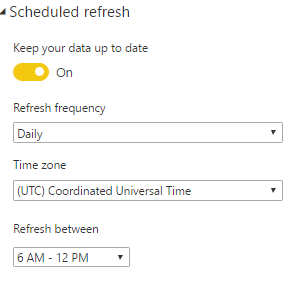 Scheduled refresh
Keep your data up to date
On
Refresh frequency
Daily
Time zone
(UTC) Coordinated Universal Time
Refresh between
6 AM - 12 PM